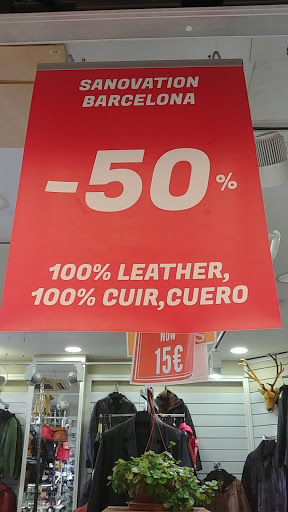 SANOVATION
BARCELONA
-50%
100% LEATHER,
100% CUIR,CUERO
NOW
15€